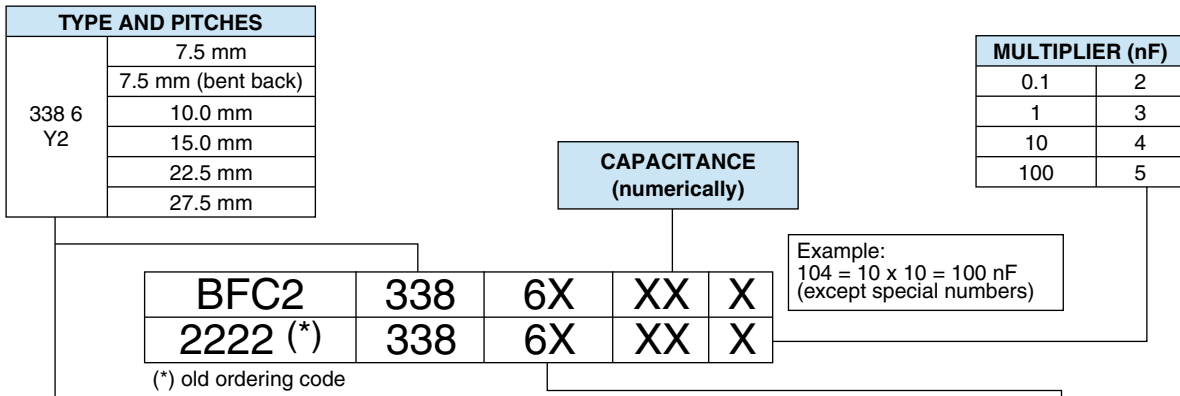 TYPE AND PITCHES
338 6
Y2
7.5 mm
7.5 mm (bent back)
10.0 mm
15.0 mm
22.5 mm
27.5 mm
CAPACITANCE
(numerically)
MULTIPLIER (nF)
0.1 2
1 3
10 4
100 5
Example:
104 = 10 x 10 = 100 nF
(except special numbers)
BFC2 338 6X XX X
2222 (*) 338 6X XX X
(*) old ordering code